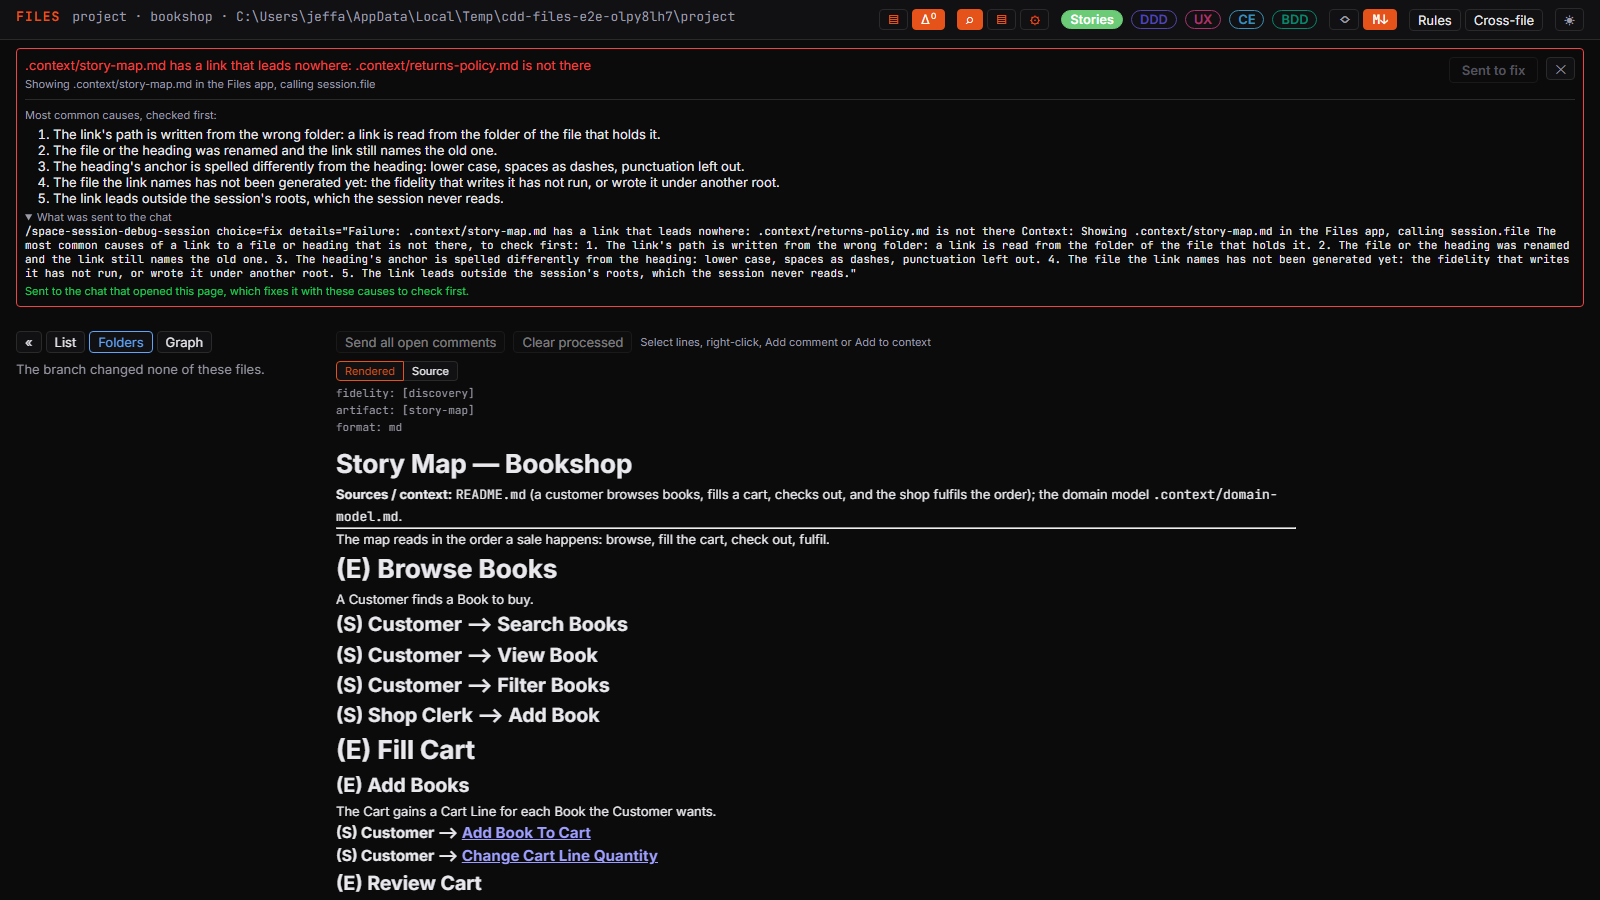 FILES project · bookshop · C:\Users\jeffa\AppData\Local\Temp\cdd-files-e2e-olpy8lh7\project
Δ0
Stories DDD UX CE BDD
M↓
Rules Cross-file
.context/story-map.md has a link that leads nowhere: .context/returns-policy.md is not there
Sent to fix
Showing .context/story-map.md in the Files app, calling session.file
Most common causes, checked first:
1. The link's path is written from the wrong folder: a link is read from the folder of the file that holds it.
2. The file or the heading was renamed and the link still names the old one.
3. The heading's anchor is spelled differently from the heading: lower case, spaces as dashes, punctuation left out.
4. The file the link names has not been generated yet: the fidelity that writes it has not run, or wrote it under another root.
5. The link leads outside the session's roots, which the session never reads.
▼ What was sent to the chat
/space-session-debug-session choice=fix details="Failure: .context/story-map.md has a link that leads nowhere: .context/returns-policy.md is not there Context: Showing .context/story-map.md in the Files app, calling session.file The
most common causes of a link to a file or heading that is not there, to check first: 1. The link's path is written from the wrong folder: a link is read from the folder of the file that holds it. 2. The file or the heading was renamed
and the link still names the old one. 3. The heading's anchor is spelled differently from the heading: lower case, spaces as dashes, punctuation left out. 4. The file the link names has not been generated yet: the fidelity that writes
it has not run, or wrote it under another root. 5. The link leads outside the session's roots, which the session never reads."
Sent to the chat that opened this page, which fixes it with these causes to check first.
« List Folders Graph
The branch changed none of these files.
Send all open comments Clear processed Select lines, right-click, Add comment or Add to context
Rendered Source
fidelity: [discovery]
artifact: [story-map]
format: md
Story Map — Bookshop
Sources / context: README.md (a customer browses books, fills a cart, checks out, and the shop fulfils the order); the domain model .context/domain-
model.md.
The map reads in the order a sale happens: browse, fill the cart, check out, fulfil.
(E) Browse Books
A Customer finds a Book to buy.
(S) Customer → Search Books
(S) Customer → View Book
(S) Customer → Filter Books
(S) Shop Clerk → Add Book
(E) Fill Cart
(E) Add Books
The Cart gains a Cart Line for each Book the Customer wants.
(S) Customer → Add Book To Cart
(S) Customer → Change Cart Line Quantity
(E) Review Cart